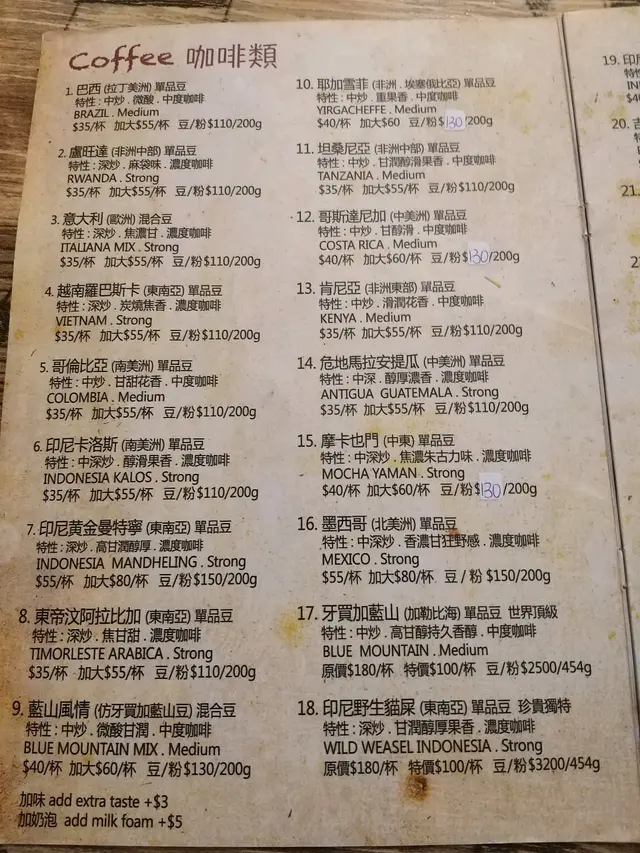 Coffee 咖啡類
1. 巴西 (拉丁美洲) 單品豆
特性：中炒．微酸．中度咖啡
BRAZIL . Medium
$35/杯 加大$55/杯 豆/粉$110/200g
2. 盧旺達 (非洲中部) 單品豆
特性：深炒．麻袋味．濃度咖啡
RWANDA . Strong
$35/杯 加大$55/杯 豆/粉$110/200g
3. 意大利 (歐洲) 混合豆
特性：深炒．焦濃甘．濃度咖啡
ITALIANA MIX . Strong
$35/杯 加大$55/杯 豆/粉$110/200g
4. 越南羅巴斯卡 (東南亞) 單品豆
特性：深炒．炭燒焦香．濃度咖啡
VIETNAM . Strong
$35/杯 加大$55/杯 豆/粉$110/200g
5. 哥倫比亞 (南美洲) 單品豆
特性：中炒．甘甜花香．中度咖啡
COLOMBIA . Medium
$35/杯 加大$55/杯 豆/粉$110/200g
6. 印尼卡洛斯 (南美洲) 單品豆
特性：中深炒．醇滑果香．濃度咖啡
INDONESIA KALOS . Strong
$35/杯 加大$55/杯 豆/粉$110/200g
7. 印尼黄金曼特寧 (東南亞) 單品豆
特性：深炒．高甘潤醇厚．濃度咖啡
INDONESIA MANDHELING . Strong
$55/杯 加大$80/杯 豆/粉$150/200g
8. 東帝汶阿拉比加 (東南亞) 單品豆
特性：深炒．焦甘甜．濃度咖啡
TIMORLESTE ARABICA . Strong
$35/杯 加大$55/杯 豆/粉$110/200g
9. 藍山風情 (仿牙買加藍山豆) 混合豆
特性：中炒．微酸甘潤．中度咖啡
BLUE MOUNTAIN MIX . Medium
$40/杯 加大$60/杯 豆/粉$130/200g
加味 add extra taste +$3
加奶泡 add milk foam +$5
10. 耶加雪菲 (非洲．埃塞俄比亞) 單品豆
特性：中炒．重果香．中度咖啡
YIRGACHEFFE . Medium
$40/杯 加大$60 豆/粉$130/200g
11. 坦桑尼亞 (非洲中部) 單品豆
特性：中炒．甘潤醇滑果香．中度咖啡
TANZANIA . Medium
$35/杯 加大$55/杯 豆/粉$110/200g
12. 哥斯達尼加 (中美洲) 單品豆
特性：中炒．甘醇滑．中度咖啡
COSTA RICA . Medium
$40/杯 加大$60/杯 豆/粉$130/200g
13. 肯尼亞 (非洲東部) 單品豆
特性：中炒．滑潤花香．中度咖啡
KENYA . Medium
$35/杯 加大$55/杯 豆/粉$110/200g
14. 危地馬拉安提瓜 (中美洲) 單品豆
特性：中深．醇厚濃香．濃度咖啡
ANTIGUA GUATEMALA . Strong
$35/杯 加大$55/杯 豆/粉$110/200g
15. 摩卡也門 (中東) 單品豆
特性：中深炒．焦濃朱古力味．濃度咖啡
MOCHA YAMAN . Strong
$40/杯 加大$60/杯 豆/粉$130/200g
16. 墨西哥 (北美洲) 單品豆
特性：中深炒．香濃甘狂野感．濃度咖啡
MEXICO . Strong
$55/杯 加大$80/杯 豆/粉 $150/200g
17. 牙買加藍山 (加勒比海) 單品豆 世界頂級
特性：中炒．高甘醇持久香醇．中度咖啡
BLUE MOUNTAIN . Medium
原價$180/杯 特價$100/杯 豆/粉$2500/454g
18. 印尼野生貓屎 (東南亞) 單品豆 珍貴獨特
特性：深炒．甘潤醇厚果香．濃度咖啡
WILD WEASEL INDONESIA . Strong
原價$180/杯 特價$100/杯 豆/粉$3200/454g
19. 印
20.
21.